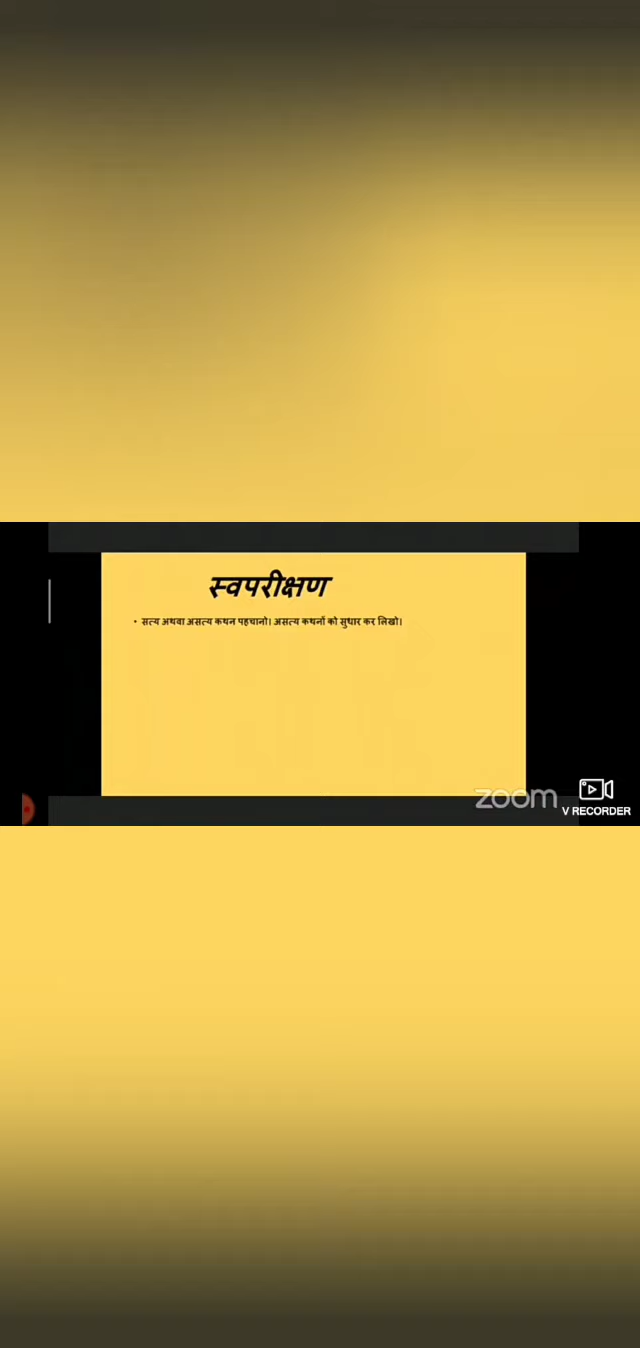 स्वपरीक्षण
• सत्य अथवा असत्य कथन पहचानो। असत्य कथनों को सुधार कर लिखो।
zoom
V RECORDER